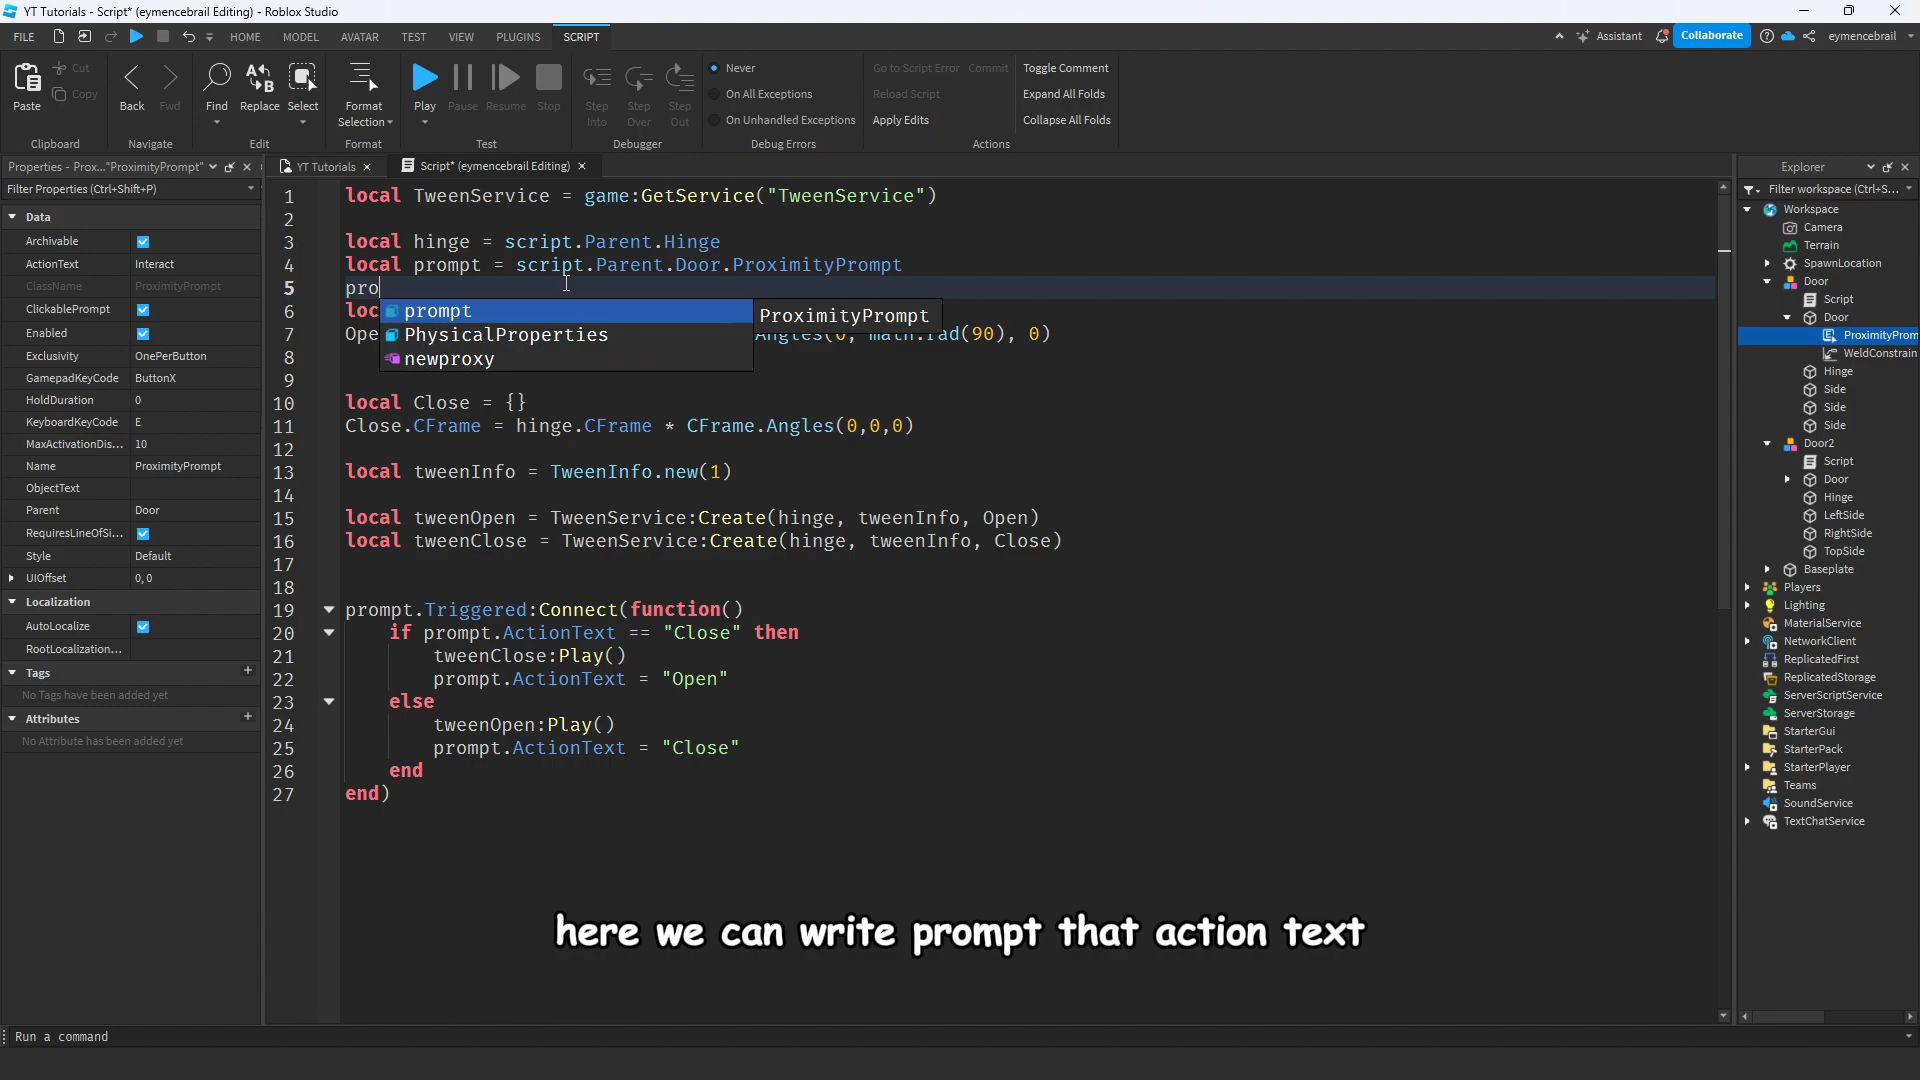 YT Tutorials - Script* (eymencebrail Editing) - Roblox Studio
FILE HOME MODEL AVATAR TEST VIEW PLUGINS SCRIPT Assistant Collaborate eymencebrail
Paste Cut Copy Back Fwd Find Replace Select Format Selection Play Pause Resume Stop Step Into Step Over Step Out
Never
On All Exceptions
On Unhandled Exceptions
Go to Script Error Commit
Reload Script
Apply Edits
Toggle Comment
Expand All Folds
Collapse All Folds
Clipboard Navigate Edit Format Test Debugger Debug Errors Actions
Properties - Prox..."ProximityPrompt"
Filter Properties (Ctrl+Shift+P)
Data
Archivable
ActionText Interact
ClassName ProximityPrompt
ClickablePrompt
Enabled
Exclusivity OnePerButton
GamepadKeyCode ButtonX
HoldDuration 0
KeyboardKeyCode E
MaxActivationDis... 10
Name ProximityPrompt
ObjectText
Parent Door
RequiresLineOfSi...
Style Default
UIOffset 0, 0
Localization
AutoLocalize
RootLocalization...
Tags +
No Tags have been added yet
Attributes +
No Attribute has been added yet
YT Tutorials Script* (eymencebrail Editing)
1 local TweenService = game:GetService("TweenService")
2
3 local hinge = script.Parent.Hinge
4 local prompt = script.Parent.Door.ProximityPrompt
5 pro
6 loc
7 Ope Angles(0, math.rad(90), 0)
8
9
10 local Close = {}
11 Close.CFrame = hinge.CFrame * CFrame.Angles(0,0,0)
12
13 local tweenInfo = TweenInfo.new(1)
14
15 local tweenOpen = TweenService:Create(hinge, tweenInfo, Open)
16 local tweenClose = TweenService:Create(hinge, tweenInfo, Close)
17
18
19 prompt.Triggered:Connect(function()
20 if prompt.ActionText == "Close" then
21 tweenClose:Play()
22 prompt.ActionText = "Open"
23 else
24 tweenOpen:Play()
25 prompt.ActionText = "Close"
26 end
27 end)
prompt
PhysicalProperties
newproxy
ProximityPrompt
here we can write prompt that action text
Explorer
Filter workspace (Ctrl+S...
Workspace
Camera
Terrain
SpawnLocation
Door
Script
Door
ProximityProm
WeldConstrain
Hinge
Side
Side
Side
Door2
Script
Door
Hinge
LeftSide
RightSide
TopSide
Baseplate
Players
Lighting
MaterialService
NetworkClient
ReplicatedFirst
ReplicatedStorage
ServerScriptService
ServerStorage
StarterGui
StarterPack
StarterPlayer
Teams
SoundService
TextChatService
Run a command